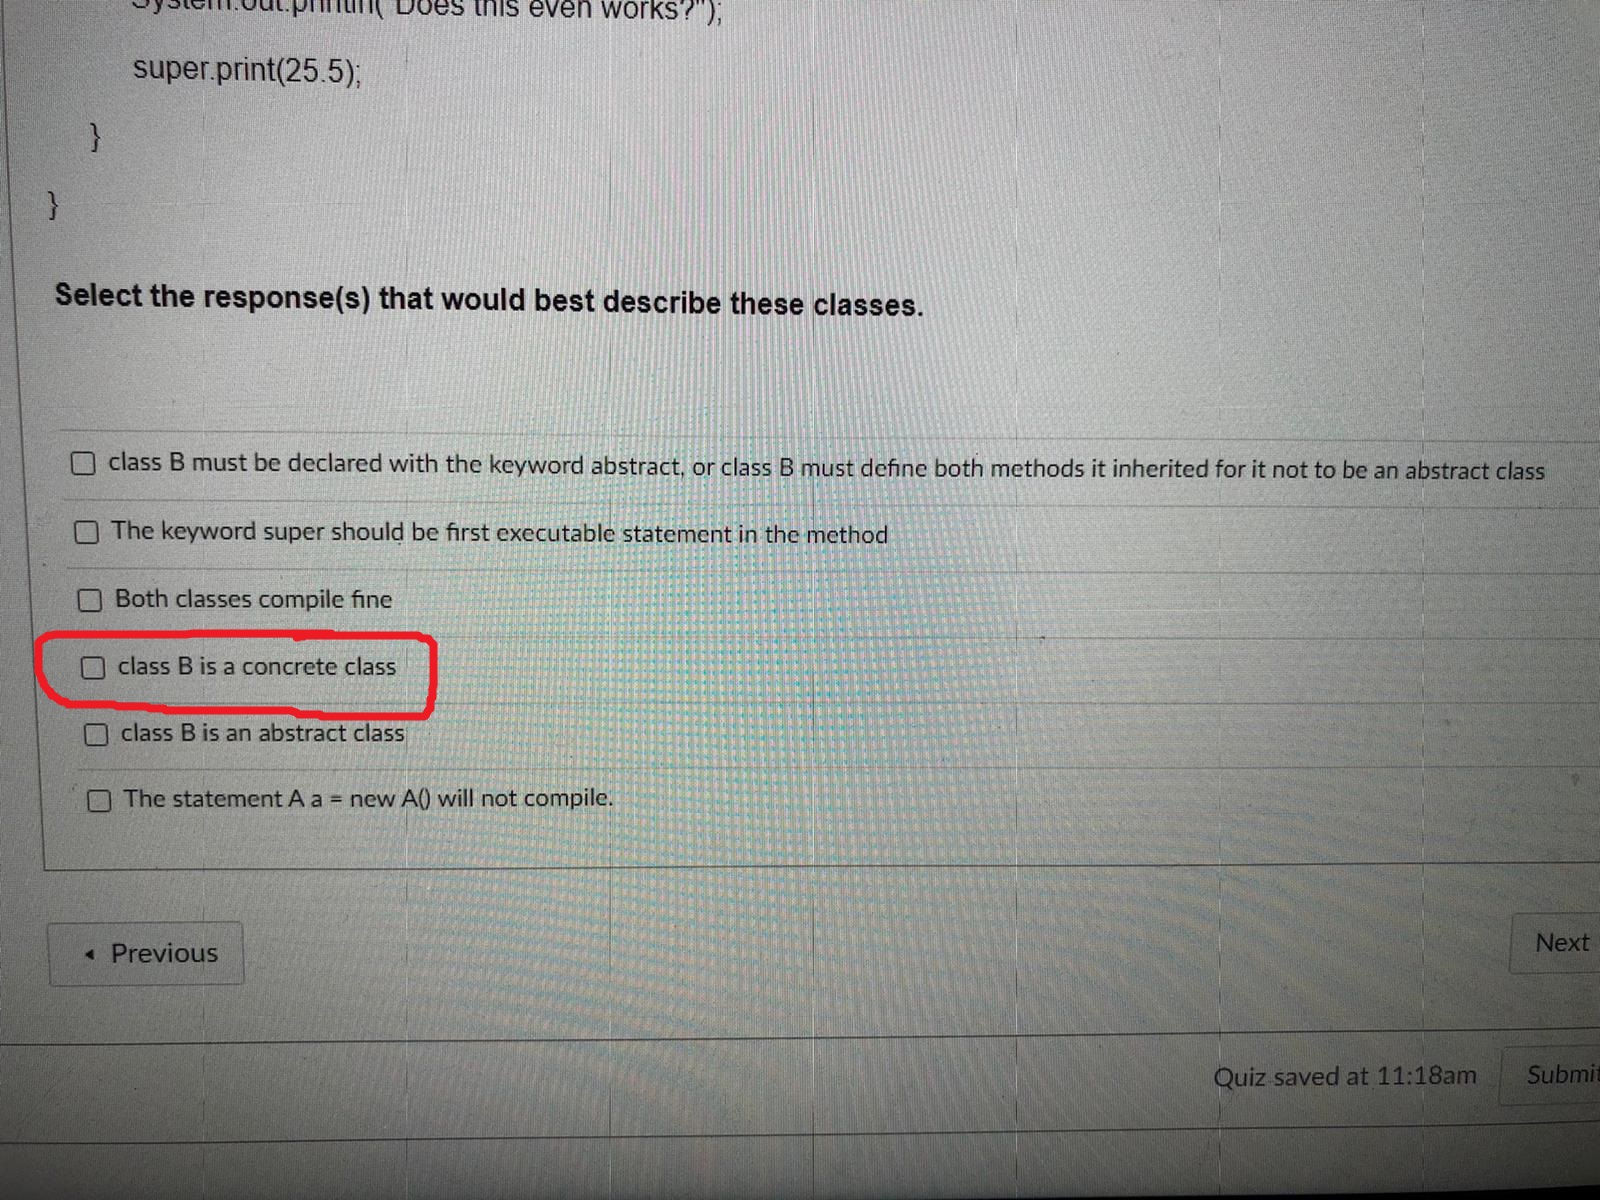 System.out.println("Does this even works?");
super.print(25.5);
}
}
Select the response(s) that would best describe these classes.
class B must be declared with the keyword abstract, or class B must define both methods it inherited for it not to be an abstract class
The keyword super should be first executable statement in the method
Both classes compile fine
class B is a concrete class
class B is an abstract class
The statement A a = new A() will not compile.
◂ Previous
Next
Quiz saved at 11:18am
Submit